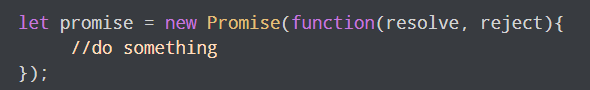 let promise = new Promise(function(resolve, reject){
     //do something
});